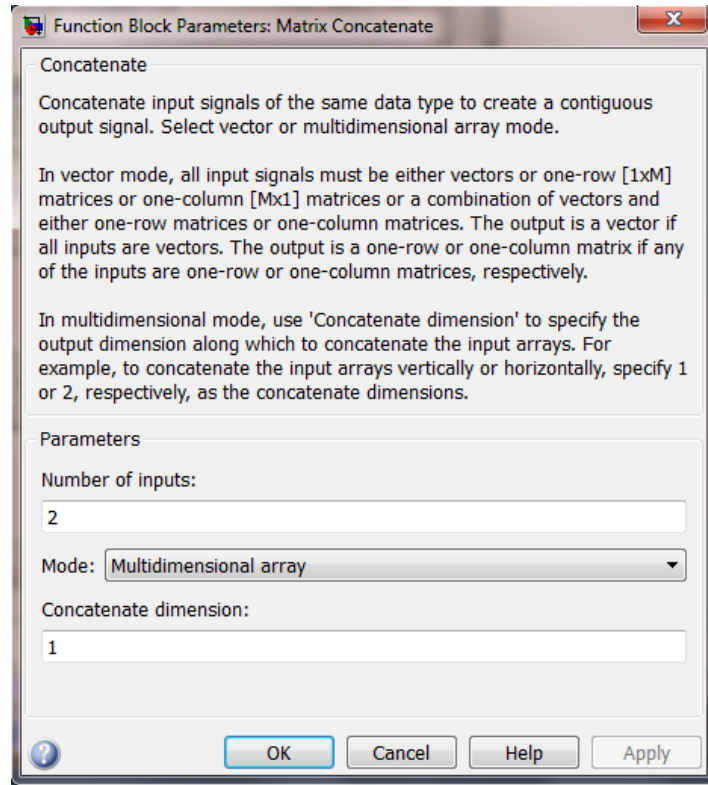 Function Block Parameters: Matrix Concatenate
Concatenate
Concatenate input signals of the same data type to create a contiguous
output signal. Select vector or multidimensional array mode.
In vector mode, all input signals must be either vectors or one-row [1xM]
matrices or one-column [Mx1] matrices or a combination of vectors and
either one-row matrices or one-column matrices. The output is a vector if
all inputs are vectors. The output is a one-row or one-column matrix if any
of the inputs are one-row or one-column matrices, respectively.
In multidimensional mode, use 'Concatenate dimension' to specify the
output dimension along which to concatenate the input arrays. For
example, to concatenate the input arrays vertically or horizontally, specify 1
or 2, respectively, as the concatenate dimensions.
Parameters
Number of inputs:
2
Mode: Multidimensional array
Concatenate dimension:
1
? OK Cancel Help Apply